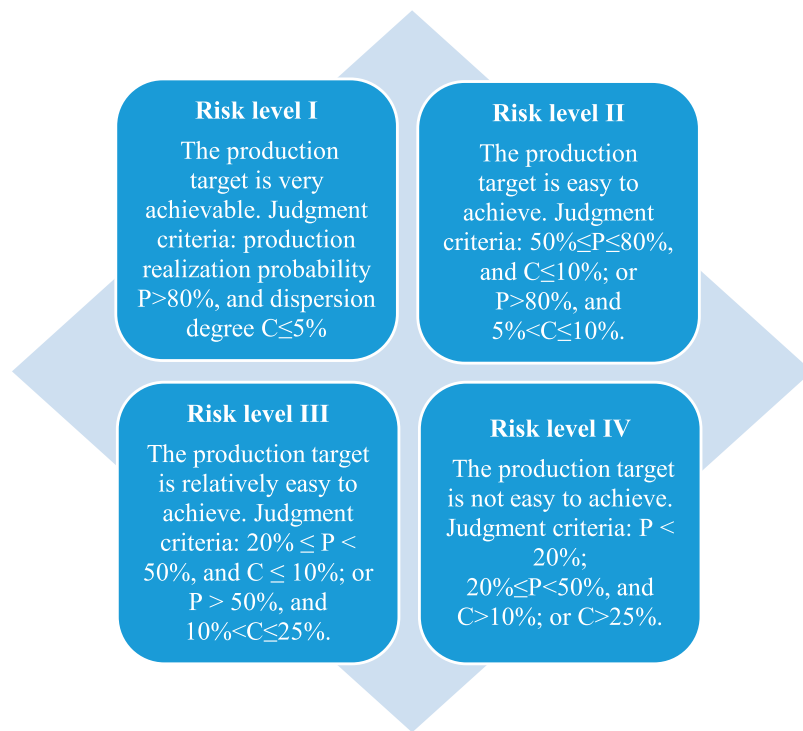 Risk level I
The production
target is very
achievable. Judgment
criteria: production
realization probability
P>80%, and dispersion
degree C≤5%
Risk level II
The production
target is easy to
achieve. Judgment
criteria: 50%≤P≤80%,
and C≤10%; or
P>80%, and
5%<C≤10%.
Risk level III
The production target
is relatively easy to
achieve. Judgment
criteria: 20% ≤ P <
50%, and C ≤ 10%; or
P > 50%, and
10%<C≤25%.
Risk level IV
The production target
is not easy to achieve.
Judgment criteria: P <
20%;
20%≤P<50%, and
C>10%; or C>25%.